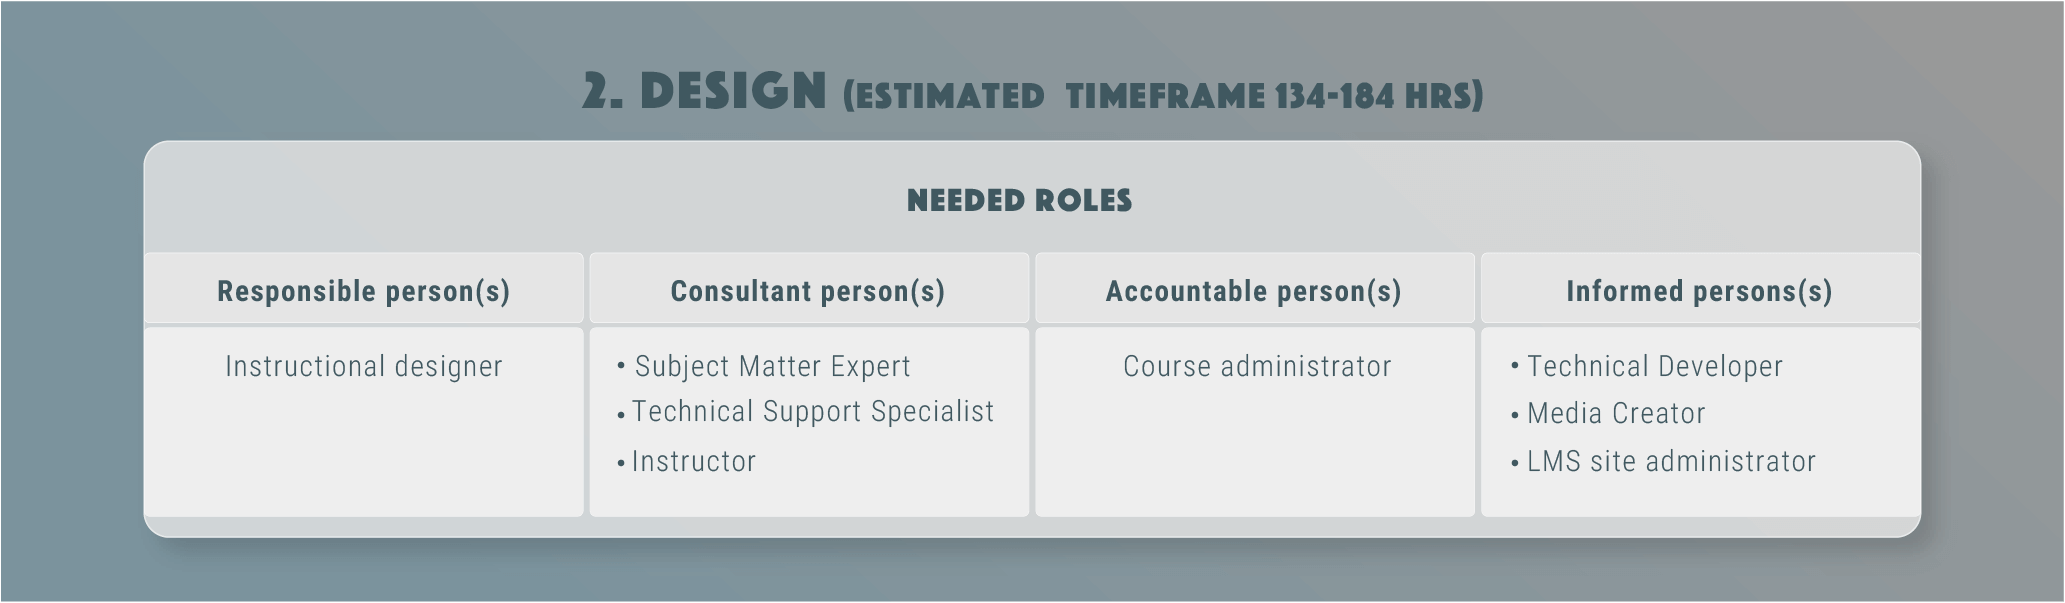 2. DESIGN (ESTIMATED TIMEFRAME 134-184 HRS)
NEEDED ROLES
Responsible person(s)
Consultant person(s)
Accountable person(s)
Informed persons(s)
Instructional designer
• Subject Matter Expert
• Technical Support Specialist
• Instructor
Course administrator
• Technical Developer
• Media Creator
• LMS site administrator